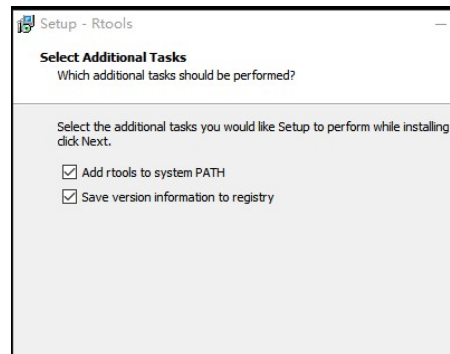 Setup - Rtools
Select Additional Tasks
Which additional tasks should be performed?
Select the additional tasks you would like Setup to perform while installing
click Next.
Add rtools to system PATH
Save version information to registry